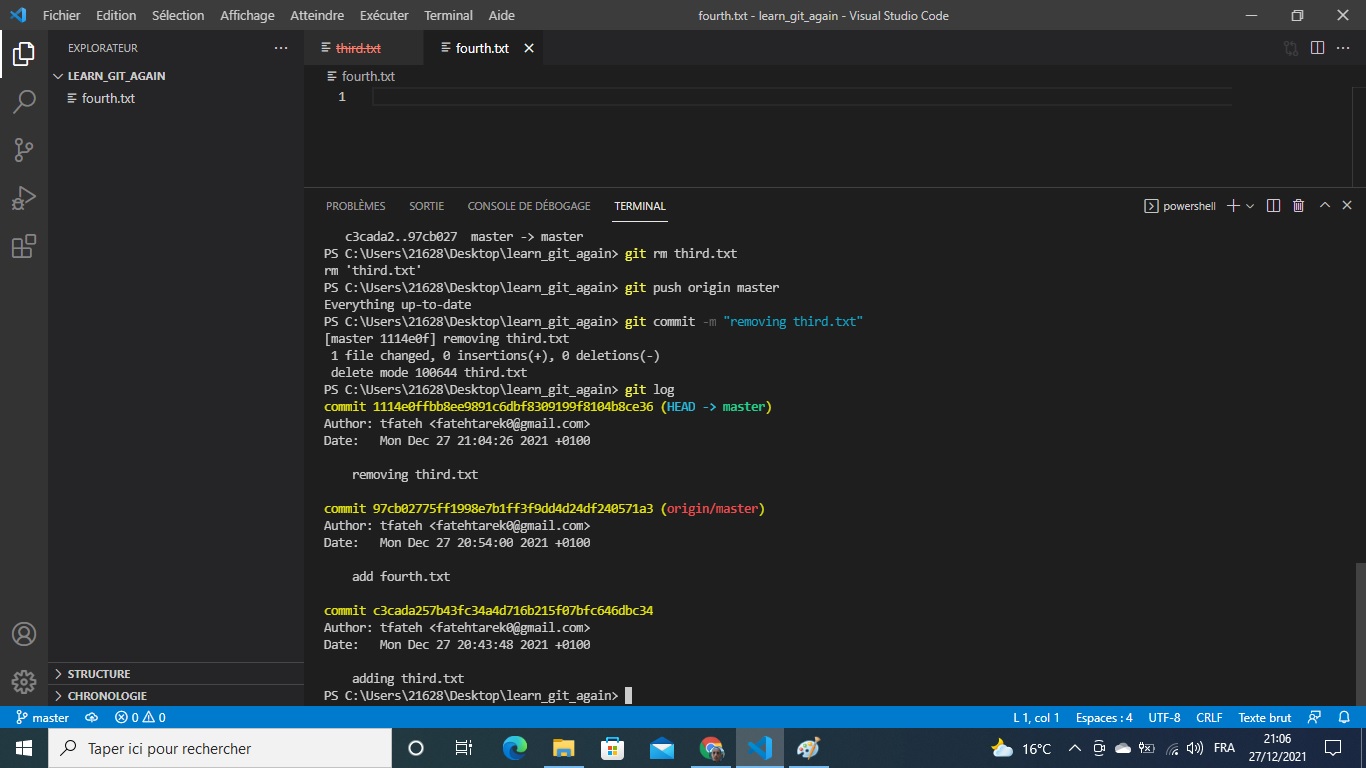 Fichier Edition Sélection Affichage Atteindre Exécuter Terminal Aide
fourth.txt - learn_git_again - Visual Studio Code
EXPLORATEUR
LEARN_GIT_AGAIN
fourth.txt
third.txt
fourth.txt
fourth.txt
1
PROBLÈMES SORTIE CONSOLE DE DÉBOGAGE TERMINAL
powershell
c3cada2..97cb027 master -> master
PS C:\Users\21628\Desktop\learn_git_again> git rm third.txt
rm 'third.txt'
PS C:\Users\21628\Desktop\learn_git_again> git push origin master
Everything up-to-date
PS C:\Users\21628\Desktop\learn_git_again> git commit -m "removing third.txt"
[master 1114e0f] removing third.txt
1 file changed, 0 insertions(+), 0 deletions(-)
delete mode 100644 third.txt
PS C:\Users\21628\Desktop\learn_git_again> git log
commit 1114e0ffbb8ee9891c6dbf8309199f8104b8ce36 (HEAD -> master)
Author: tfateh <fatehtarek0@gmail.com>
Date: Mon Dec 27 21:04:26 2021 +0100
removing third.txt
commit 97cb02775ff1998e7b1ff3f9dd4d24df240571a3 (origin/master)
Author: tfateh <fatehtarek0@gmail.com>
Date: Mon Dec 27 20:54:00 2021 +0100
add fourth.txt
commit c3cada257b43fc34a4d716b215f07bfc646dbc34
Author: tfateh <fatehtarek0@gmail.com>
Date: Mon Dec 27 20:43:48 2021 +0100
adding third.txt
PS C:\Users\21628\Desktop\learn_git_again>
STRUCTURE
CHRONOLOGIE
master 0 0
L 1, col 1 Espaces : 4 UTF-8 CRLF Texte brut
Taper ici pour rechercher
16°C
FRA
21:06
27/12/2021